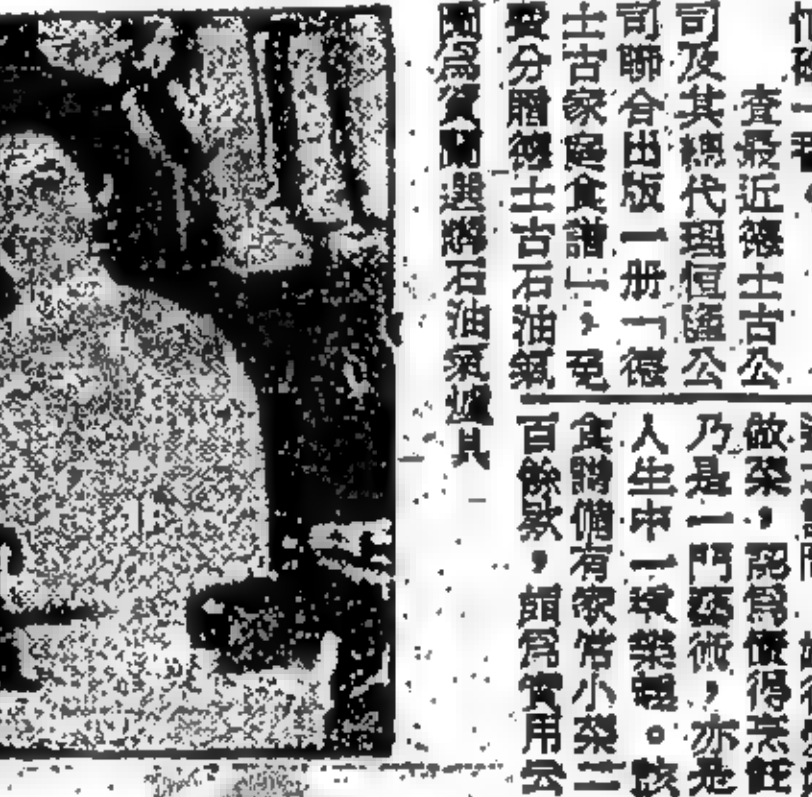 查最近德士古公
司及其總代理恒隆公
司聯合出版一册「德
士古家庭食譜」,免
費分贈德士古石油氣
做菜,認爲懂得烹飪
乃是一門藝術,亦是
人生中一項樂趣。該
食譜備有家常小菜二
百餘款,頗爲實用云
選購石油氣爐具